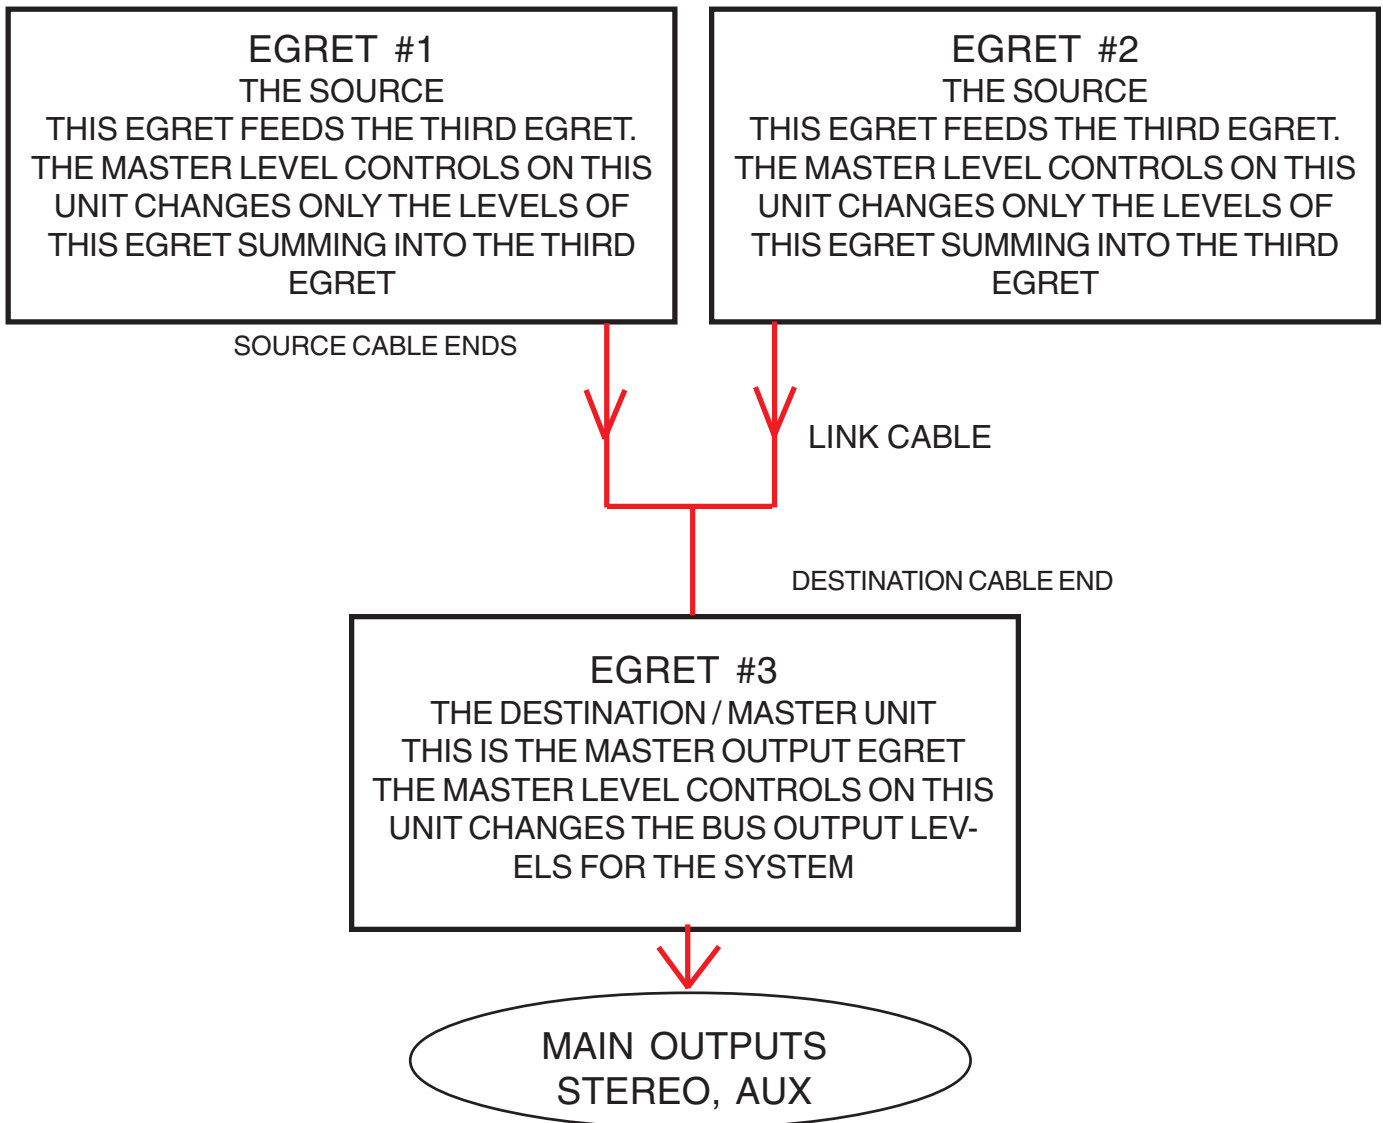 EGRET #1
THE SOURCE
THIS EGRET FEEDS THE THIRD EGRET.
THE MASTER LEVEL CONTROLS ON THIS
UNIT CHANGES ONLY THE LEVELS OF
THIS EGRET SUMMING INTO THE THIRD
EGRET
EGRET #2
THE SOURCE
THIS EGRET FEEDS THE THIRD EGRET.
THE MASTER LEVEL CONTROLS ON THIS
UNIT CHANGES ONLY THE LEVELS OF
THIS EGRET SUMMING INTO THE THIRD
EGRET
SOURCE CABLE ENDS
LINK CABLE
DESTINATION CABLE END
EGRET #3
THE DESTINATION / MASTER UNIT
THIS IS THE MASTER OUTPUT EGRET
THE MASTER LEVEL CONTROLS ON THIS
UNIT CHANGES THE BUS OUTPUT LEV-
ELS FOR THE SYSTEM
MAIN OUTPUTS
STEREO, AUX